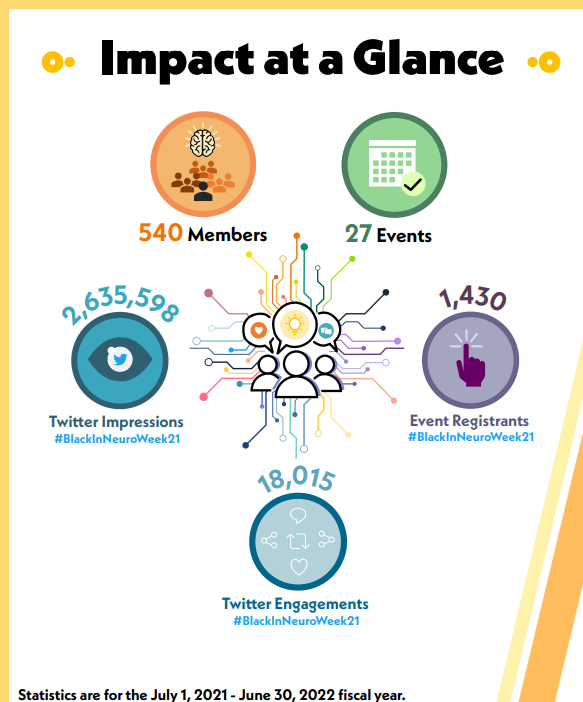 Impact at a Glance
540 Members
27 Events
2,635,598
Twitter Impressions
#BlackInNeuroWeek21
1,430
Event Registrants
#BlackInNeuroWeek21
18,015
Twitter Engagements
#BlackInNeuroWeek21
Statistics are for the July 1, 2021 - June 30, 2022 fiscal year.